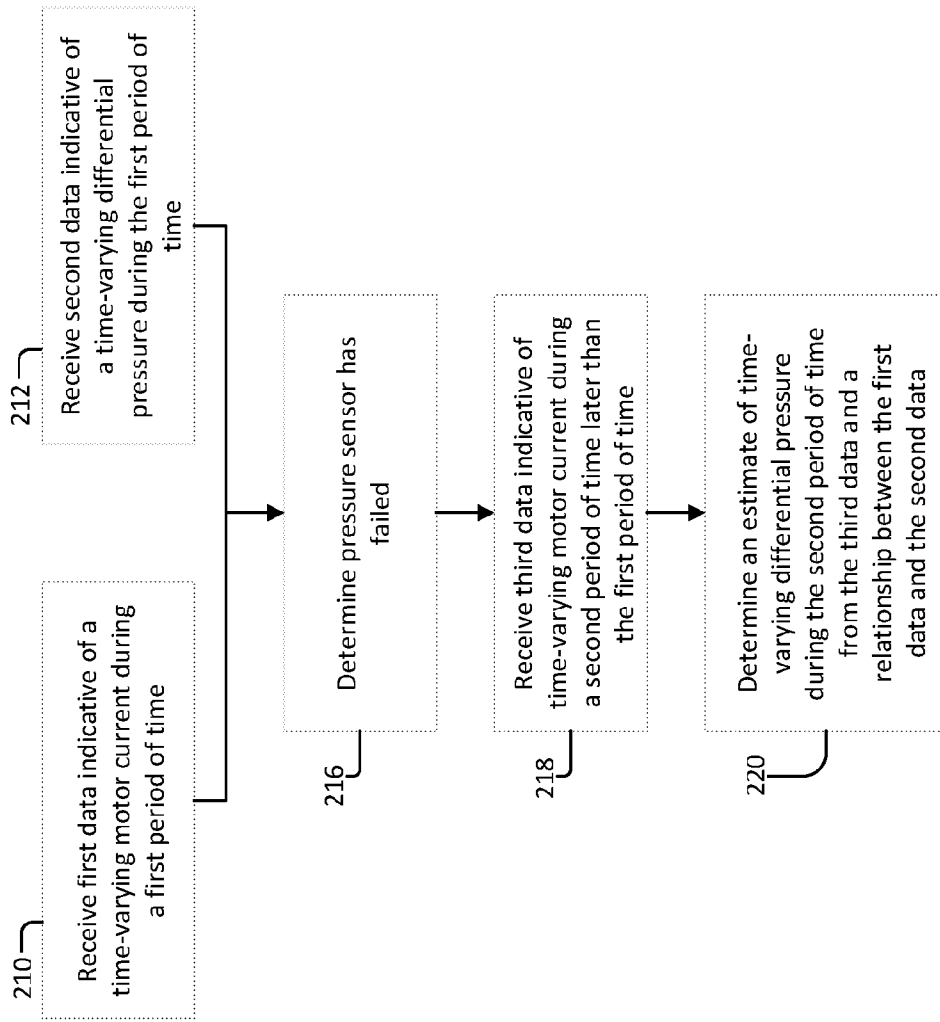 210
Receive first data indicative of a
time-varying motor current during
a first period of time
212
Receive second data indicative of
a time-varying differential
pressure during the first period of
time
216
Determine pressure sensor has
failed
218
Receive third data indicative of
time-varying motor current during
a second period of time later than
the first period of time
220
Determine an estimate of time-
varying differential pressure
during the second period of time
from the third data and a
relationship between the first
data and the second data